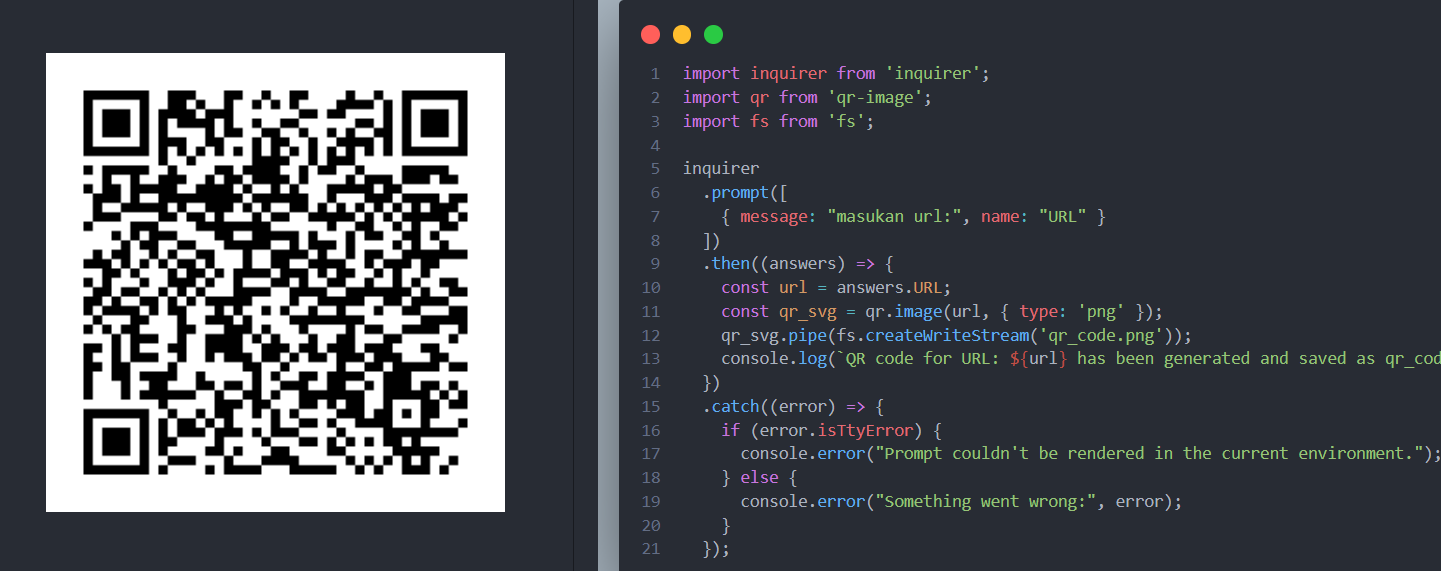 1 import inquirer from 'inquirer';
2 import qr from 'qr-image';
3 import fs from 'fs';
4
5 inquirer
6 .prompt([
7 { message: "masukan url:", name: "URL" }
8 ])
9 .then((answers) => {
10 const url = answers.URL;
11 const qr_svg = qr.image(url, { type: 'png' });
12 qr_svg.pipe(fs.createWriteStream('qr_code.png'));
13 console.log(`QR code for URL: ${url} has been generated and saved as qr_cod
14 })
15 .catch((error) => {
16 if (error.isTtyError) {
17 console.error("Prompt couldn't be rendered in the current environment.");
18 } else {
19 console.error("Something went wrong:", error);
20 }
21 });